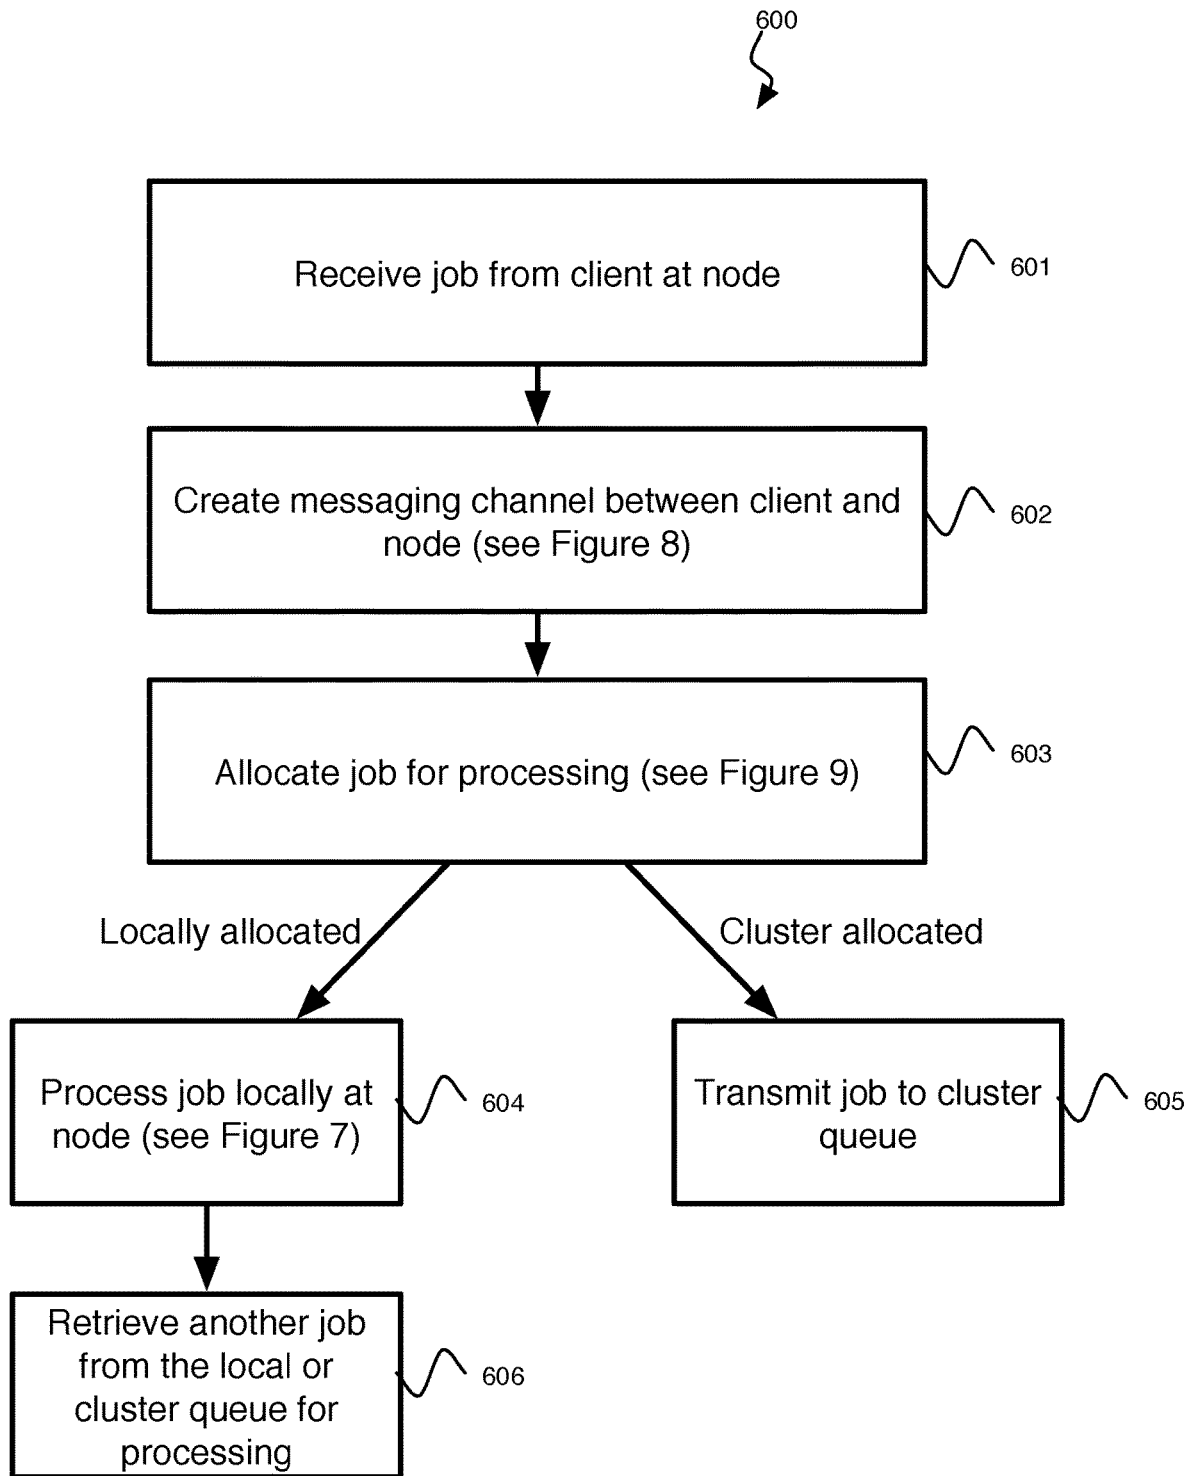 600
Receive job from client at node
601
Create messaging channel between client and
node (see Figure 8)
602
Allocate job for processing (see Figure 9)
603
Locally allocated
Cluster allocated
Process job locally at
node (see Figure 7)
604
Transmit job to cluster
queue
605
Retrieve another job
from the local or
cluster queue for
processing
606